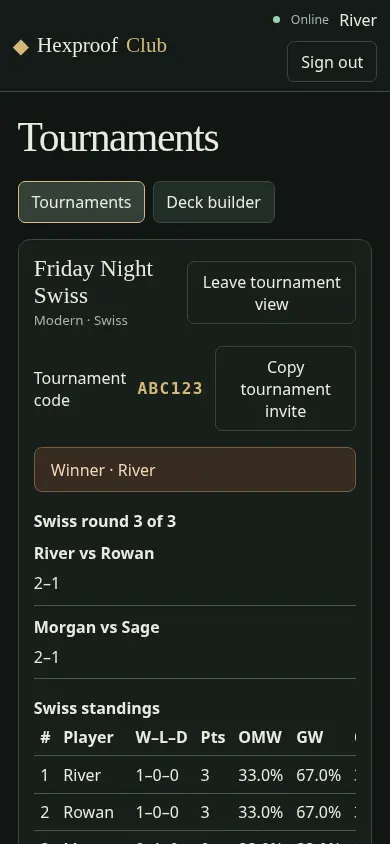 Online River
Hexproof Club
Sign out
Tournaments
Tournaments Deck builder
Friday Night
Swiss
Modern · Swiss
Leave tournament
view
Tournament
code
ABC123
Copy
tournament
invite
Winner · River
Swiss round 3 of 3
River vs Rowan
2–1
Morgan vs Sage
2–1
Swiss standings
# Player W–L–D Pts OMW GW
1 River 1–0–0 3 33.0% 67.0%
2 Rowan 1–0–0 3 33.0% 67.0%